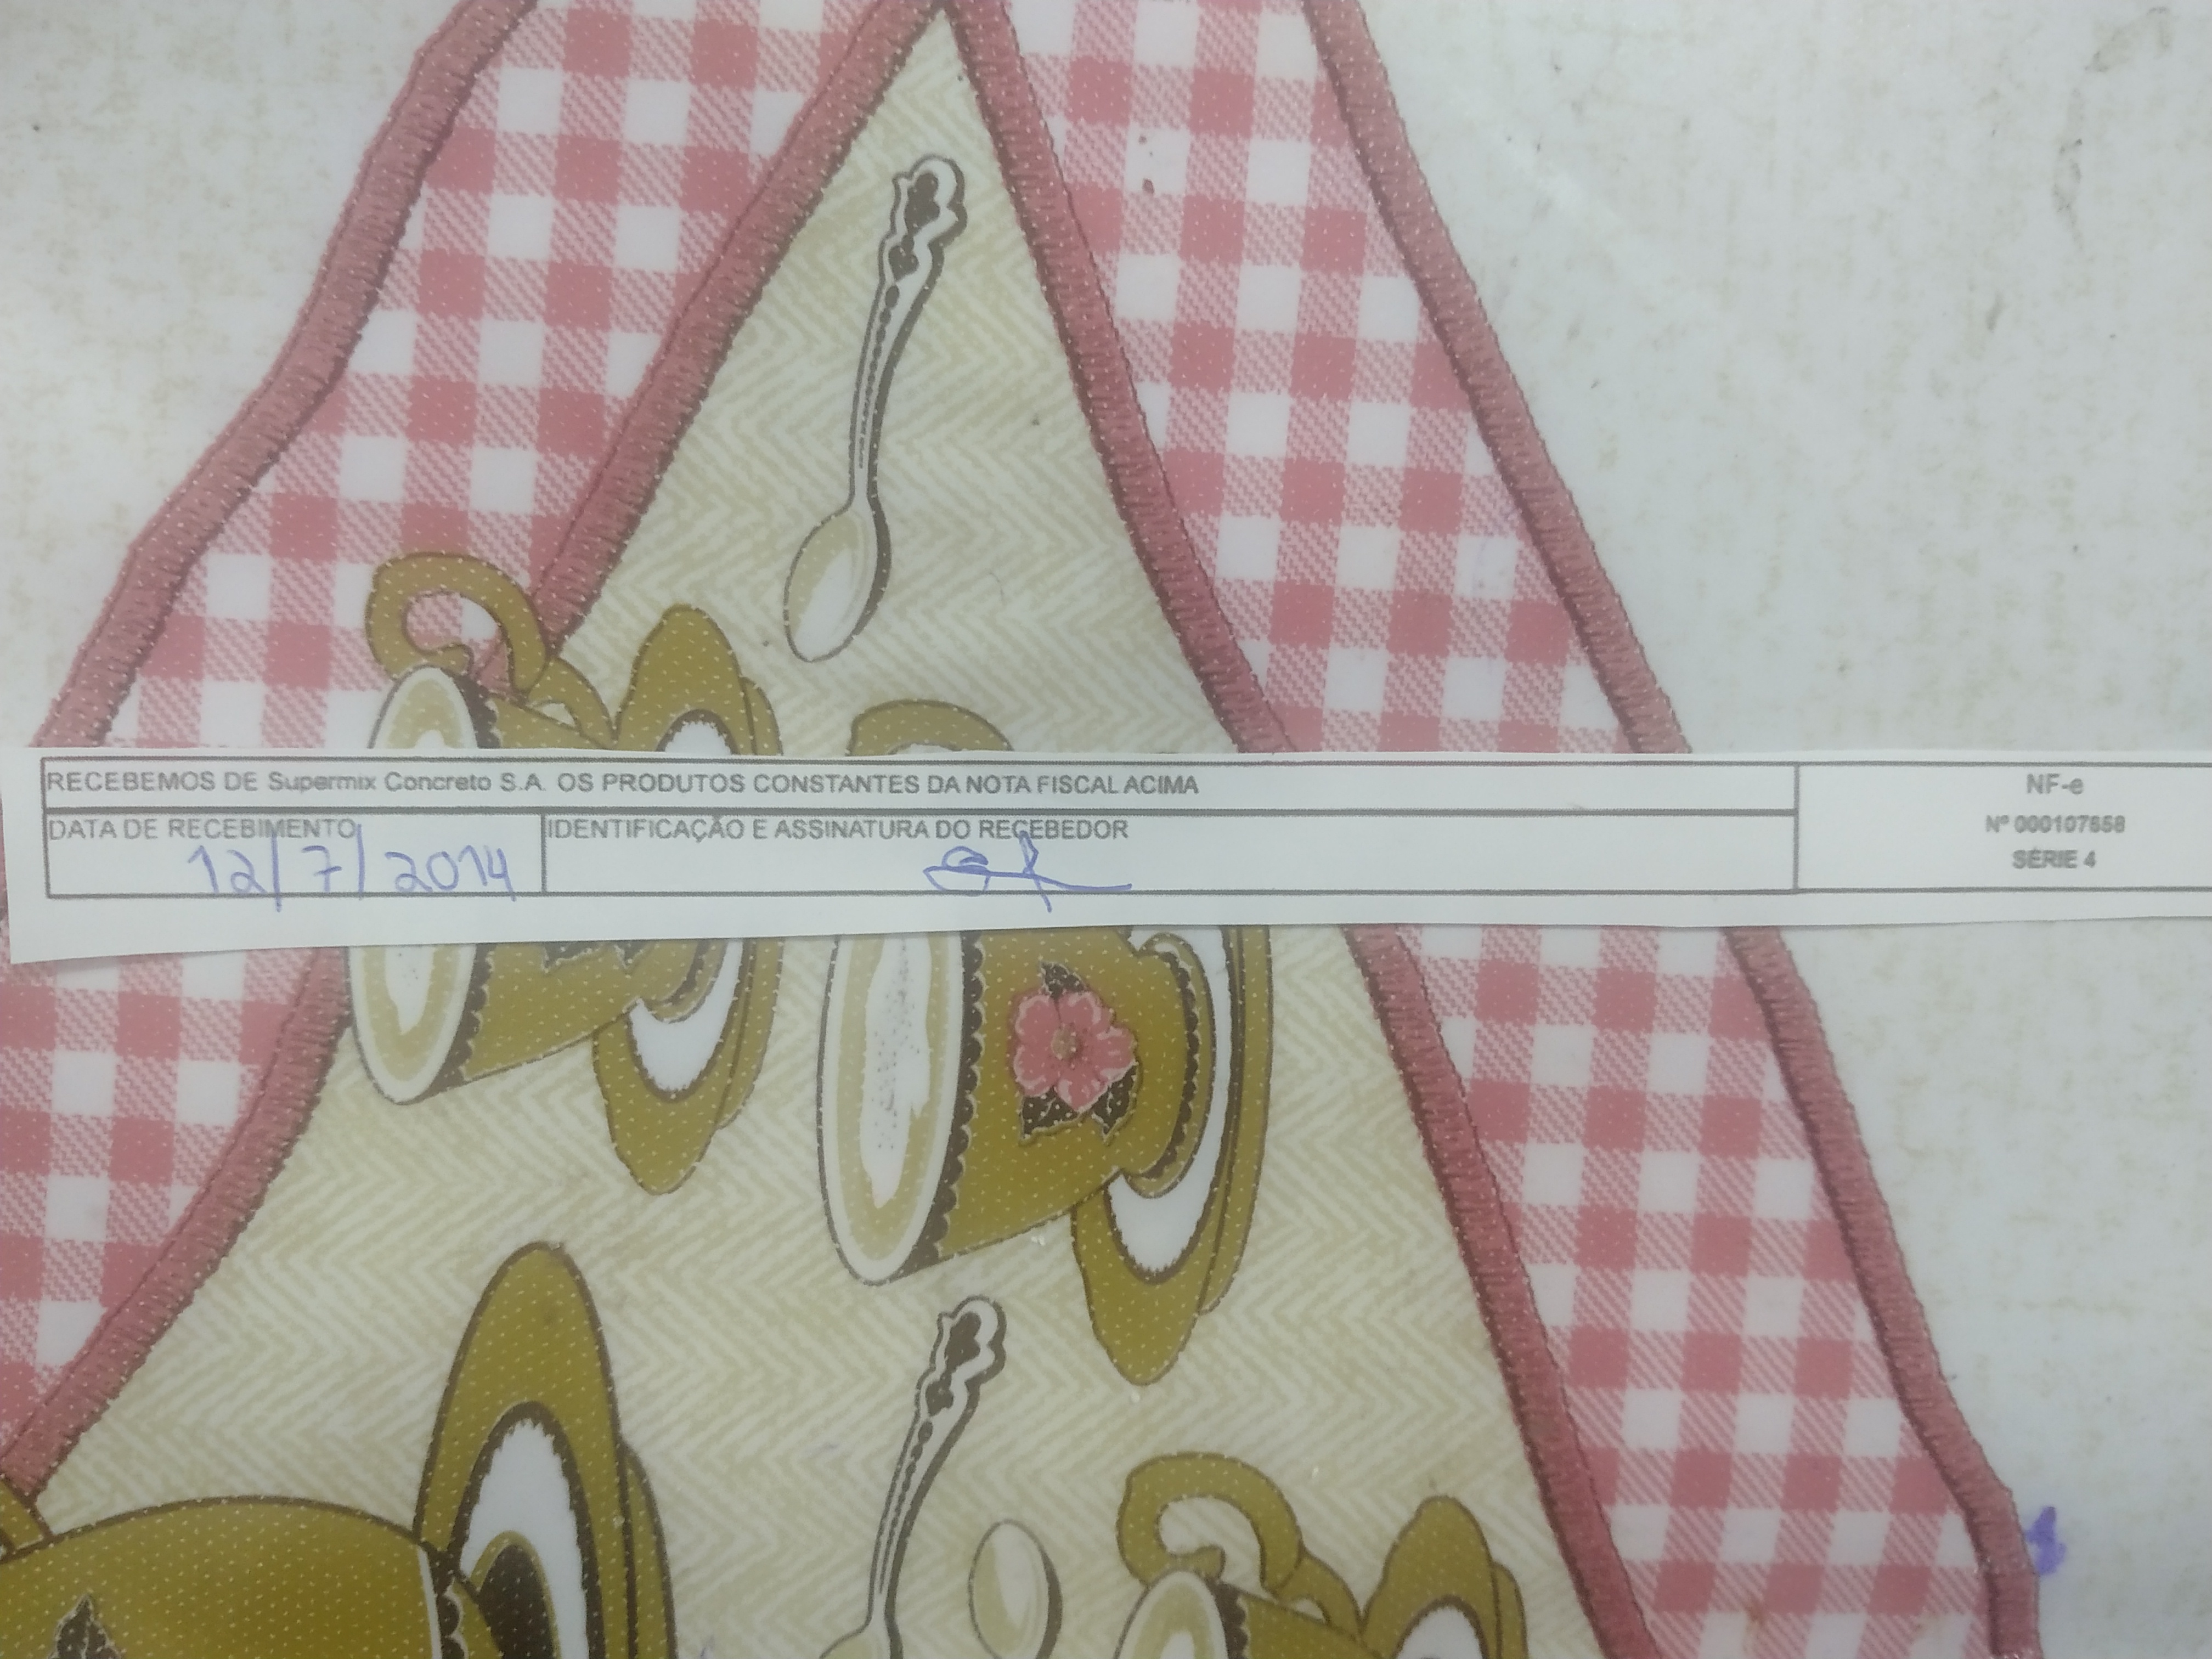 RECEBEMOS DE Supermix Concreto S.A. OS PRODUTOS CONSTANTES DA NOTA FISCAL ACIMA
DATA DE RECEBIMENTO
12/7/2014
IDENTIFICAÇÃO E ASSINATURA DO RECEBEDOR
NF-e
Nº 000107658
SÉRIE 4